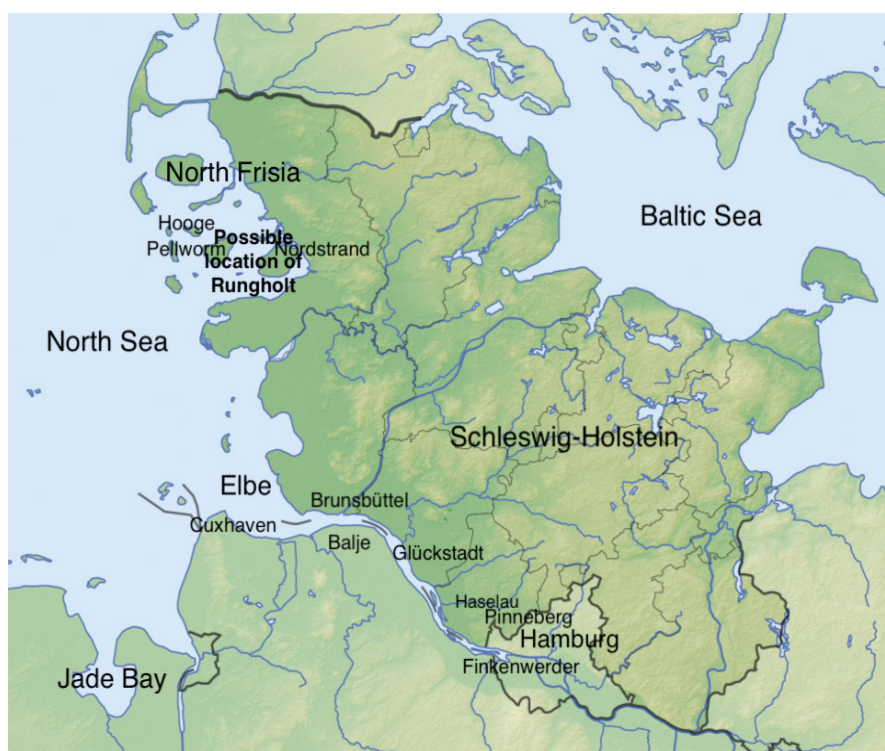 North Frisia
Hooge
Baltic Sea
Pellworm
Possible
location of
Rungholt
Nordstrand
North Sea
Schleswig-Holstein
Elbe
Brunsbüttel
Cuxhaven
Balje
Glückstadt
Haselau
Pinneberg
Hamburg
Finkenwerder
Jade Bay